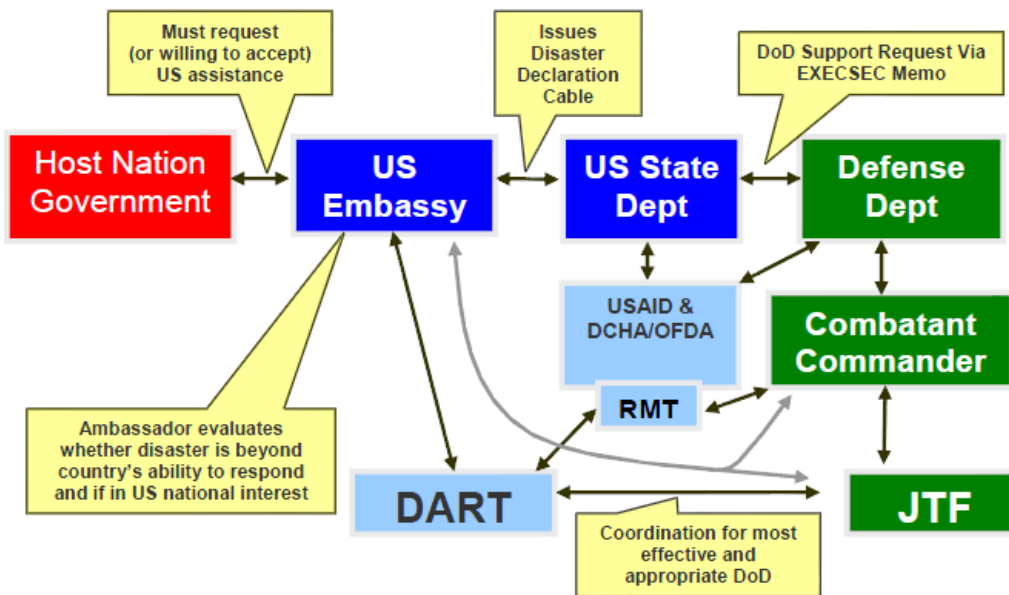 Must request
(or willing to accept)
US assistance
Issues
Disaster
Declaration
Cable
DoD Support Request Via
EXECSEC Memo
Host Nation
Government
US
Embassy
US State
Dept
Defense
Dept
USAID &
DCHA/OFDA
Combatant
Commander
RMT
Ambassador evaluates
whether disaster is beyond
country's ability to respond
and if in US national interest
DART
JTF
Coordination for most
effective and
appropriate DoD